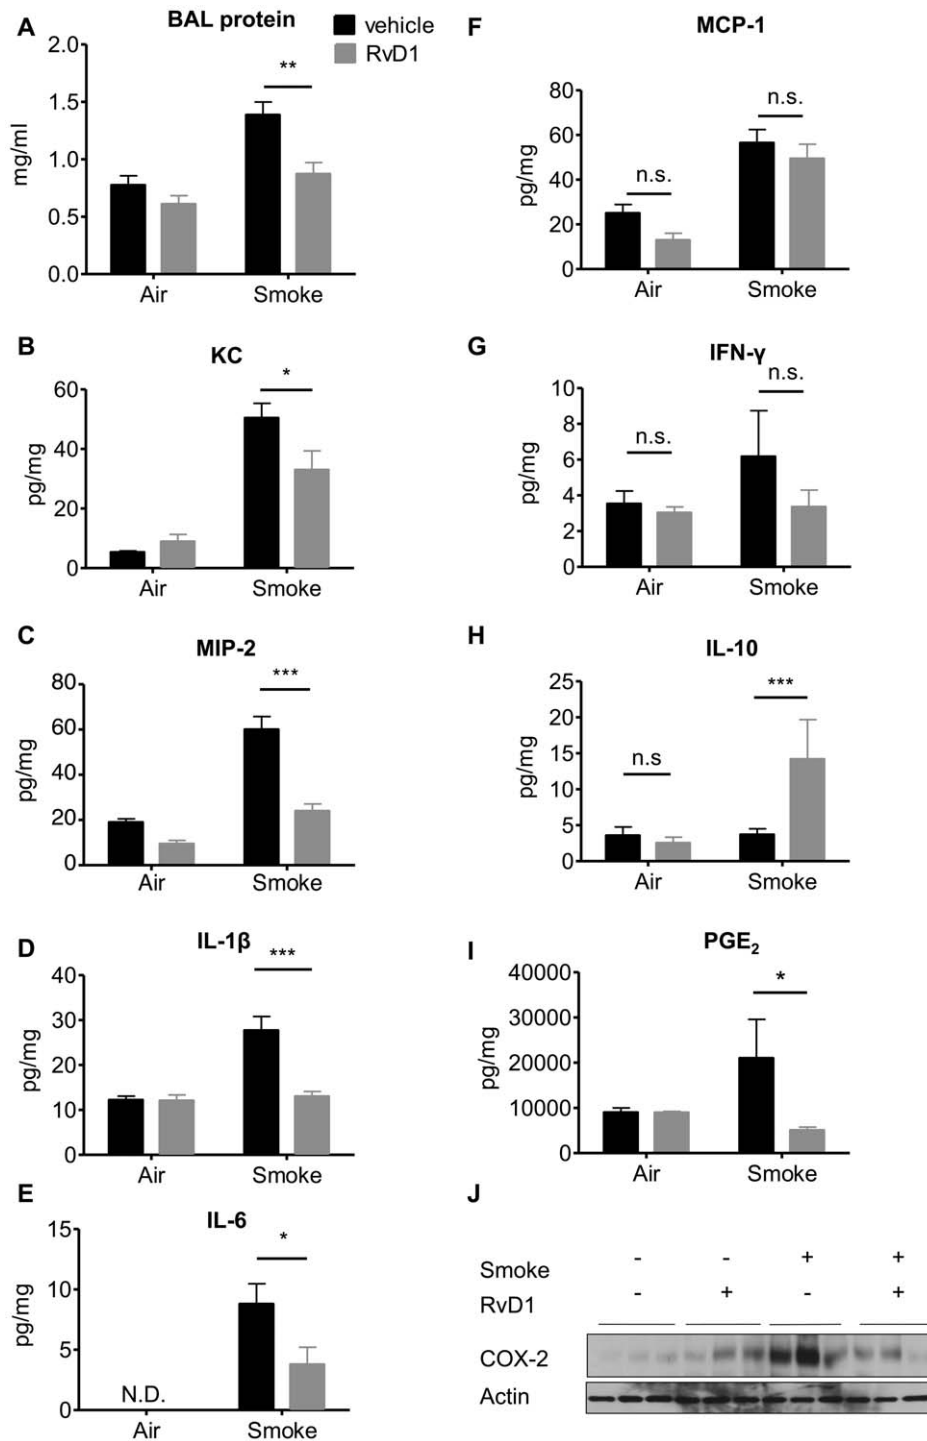 A
BAL protein
vehicle
RvD1
mg/ml
2.0
**
1.5
1.0
0.5
0.0
Air
Smoke
B
KC
pg/mg
60
*
40
20
0
Air
Smoke
C
MIP-2
pg/mg
80
***
60
40
20
0
Air
Smoke
D
IL-1β
pg/mg
40
***
30
20
10
0
Air
Smoke
E
IL-6
pg/mg
15
*
10
5
0
N.D.
Air
Smoke
F
MCP-1
pg/mg
80
n.s.
60
n.s.
40
20
0
Air
Smoke
G
IFN-γ
pg/mg
n.s.
10
8
n.s.
6
4
2
0
Air
Smoke
H
IL-10
pg/mg
25
***
20
15
n.s
10
5
0
Air
Smoke
I
PGE2
pg/mg
40000
*
30000
20000
10000
0
Air
Smoke
J
Smoke - - + +
RvD1 - + - +
COX-2
Actin